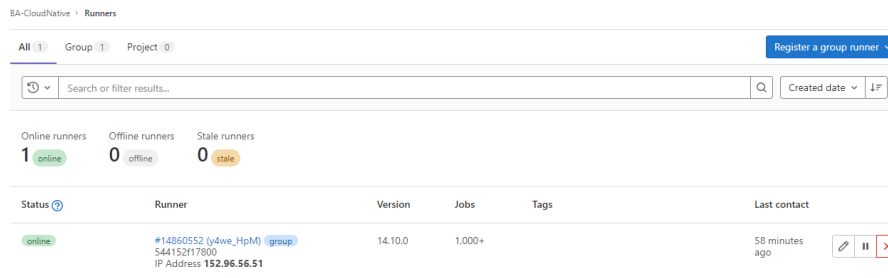 BA-CloudNative > Runners
All 1 Group 1 Project 0 Register a group runner
Search or filter results... Created date
Online runners Offline runners Stale runners
1 online 0 offline 0 stale
Status Runner Version Jobs Tags Last contact
online #14860552 (y4we_HpM) group 14.10.0 1,000+ 58 minutes
544152f17800 ago
IP Address 152.96.56.51